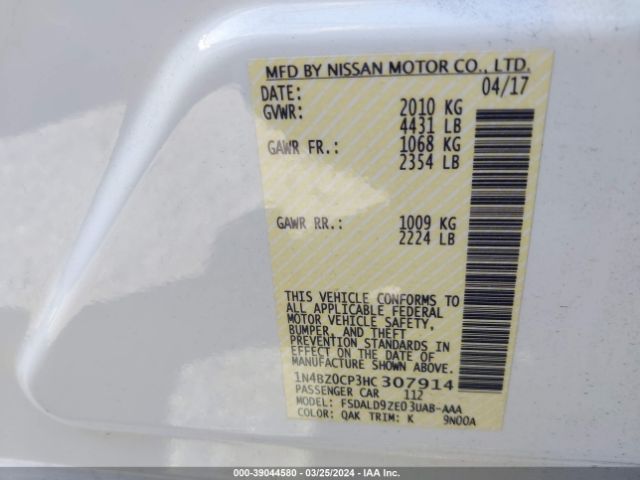 MFD BY NISSAN MOTOR CO., LTD.
DATE: 04/17
GVWR: 2010 KG
4431 LB
GAWR FR.: 1068 KG
2354 LB
GAWR RR.: 1009 KG
2224 LB
THIS VEHICLE CONFORMS TO
ALL APPLICABLE FEDERAL
MOTOR VEHICLE SAFETY,
BUMPER, AND THEFT
PREVENTION STANDARDS IN
EFFECT ON THE DATE OF
MANUFACTURE SHOWN ABOVE.
1N4BZ0CP3HC 307914
PASSENGER CAR 112
MODEL: FSDALD9ZE03UAB-AAA
COLOR: QAK TRIM: K 9N00A
000-39044580 | 03/25/2024 | IAA Inc.